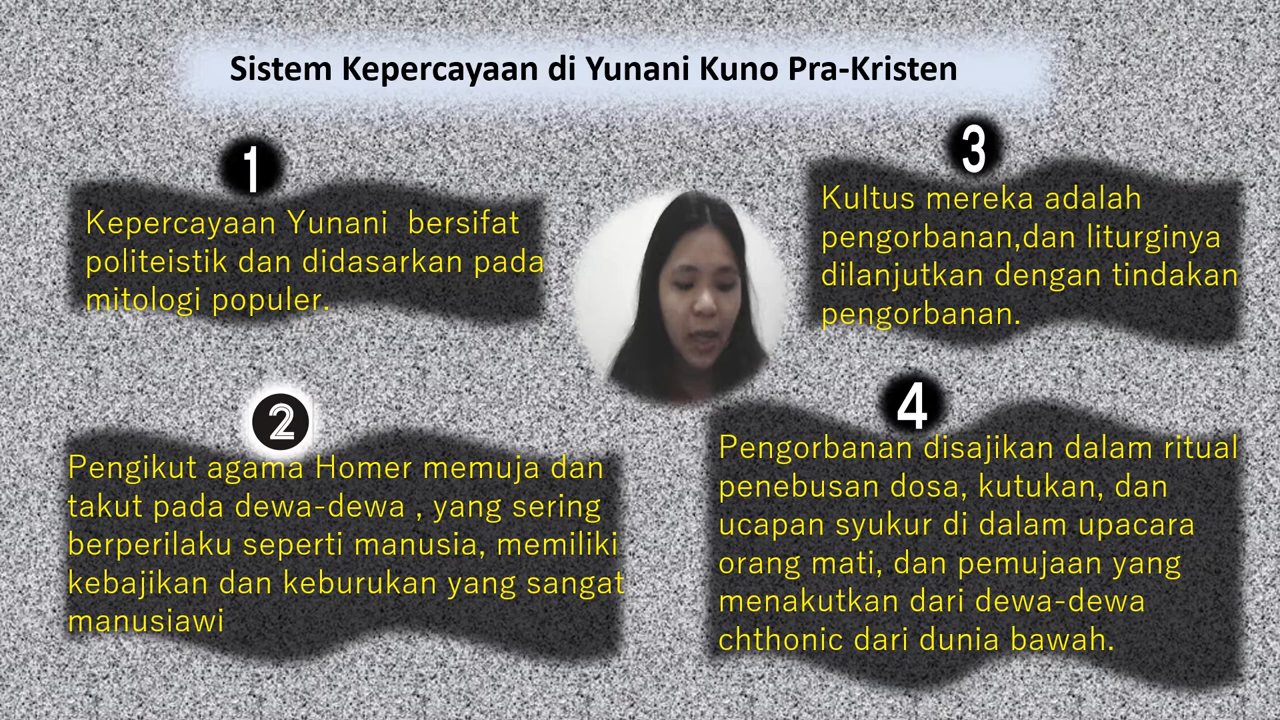 Sistem Kepercayaan di Yunani Kuno Pra-Kristen
1
Kepercayaan Yunani bersifat
politeistik dan didasarkan pada
mitologi populer.
2
Pengikut agama Homer memuja dan
takut pada dewa-dewa , yang sering
berperilaku seperti manusia, memiliki
kebajikan dan keburukan yang sangat
manusiawi
3
Kultus mereka adalah
pengorbanan,dan liturginya
dilanjutkan dengan tindakan
pengorbanan.
4
Pengorbanan disajikan dalam ritual
penebusan dosa, kutukan, dan
ucapan syukur di dalam upacara
orang mati, dan pemujaan yang
menakutkan dari dewa-dewa
chthonic dari dunia bawah.